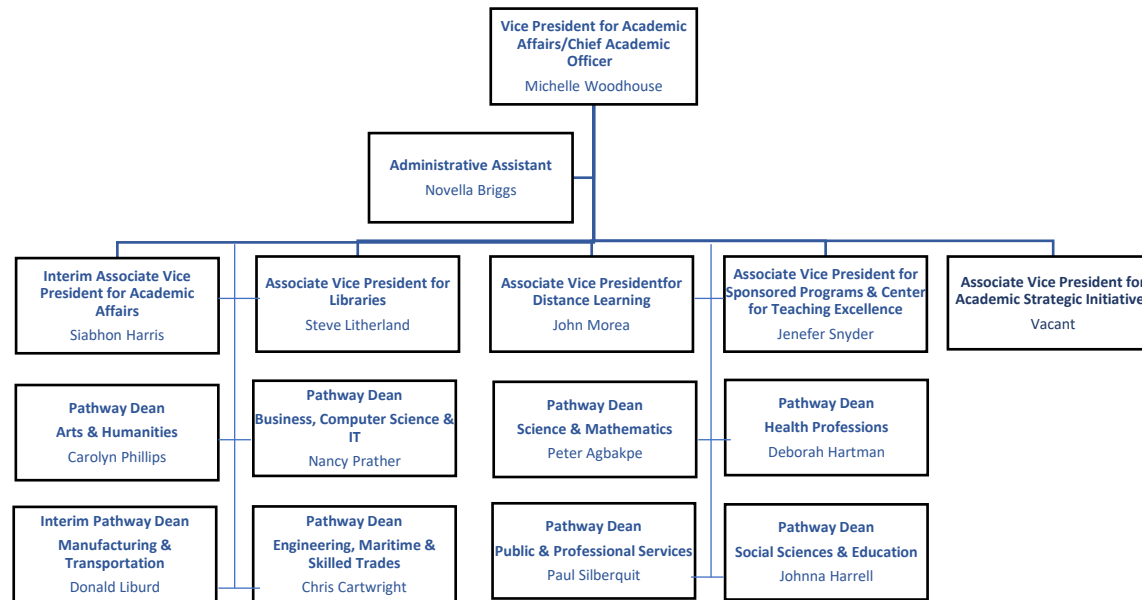 Vice President for Academic
Affairs/Chief Academic
Officer
Michelle Woodhouse
Administrative Assistant
Novella Briggs
Interim Associate Vice
President for Academic
Affairs
Siabhon Harris
Associate Vice President for
Libraries
Steve Litherland
Associate Vice Presidentfor
Distance Learning
John Morea
Associate Vice President for
Sponsored Programs & Center
for Teaching Excellence
Jenefer Snyder
Associate Vice President for
Academic Strategic Initiative
Vacant
Pathway Dean
Arts & Humanities
Carolyn Phillips
Pathway Dean
Business, Computer Science &
IT
Nancy Prather
Pathway Dean
Science & Mathematics
Peter Agbakpe
Pathway Dean
Health Professions
Deborah Hartman
Interim Pathway Dean
Manufacturing &
Transportation
Donald Liburd
Pathway Dean
Engineering, Maritime &
Skilled Trades
Chris Cartwright
Pathway Dean
Public & Professional Services
Paul Silberquit
Pathway Dean
Social Sciences & Education
Johnna Harrell